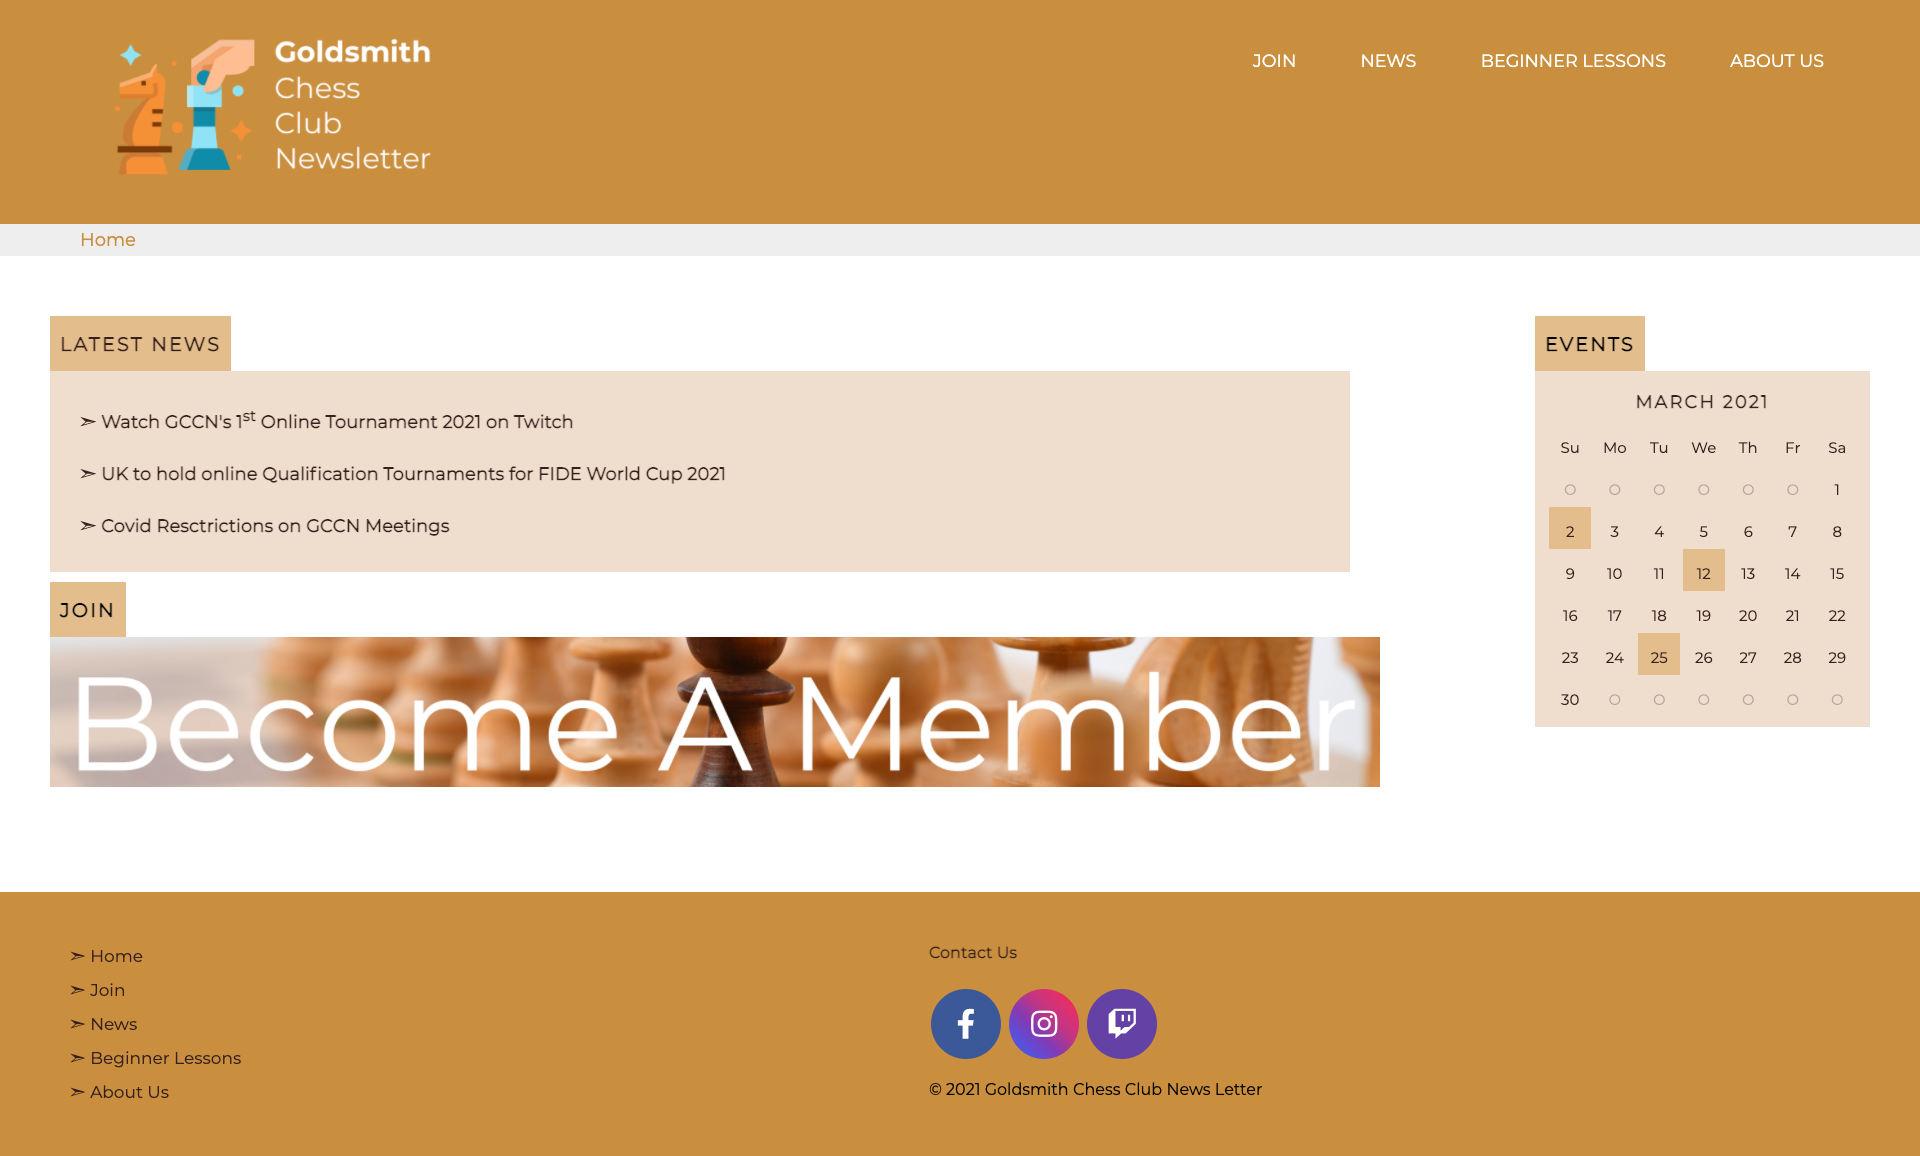 Goldsmith
Chess
Club
Newsletter
JOIN NEWS BEGINNER LESSONS ABOUT US
Home
LATEST NEWS
➣ Watch GCCN's 1st Online Tournament 2021 on Twitch
➣ UK to hold online Qualification Tournaments for FIDE World Cup 2021
➣ Covid Resctrictions on GCCN Meetings
JOIN
Become A Member
EVENTS
MARCH 2021
Su Mo Tu We Th Fr Sa
○ ○ ○ ○ ○ ○ 1
2 3 4 5 6 7 8
9 10 11 12 13 14 15
16 17 18 19 20 21 22
23 24 25 26 27 28 29
30 ○ ○ ○ ○ ○ ○
➣ Home
➣ Join
➣ News
➣ Beginner Lessons
➣ About Us
Contact Us
© 2021 Goldsmith Chess Club News Letter